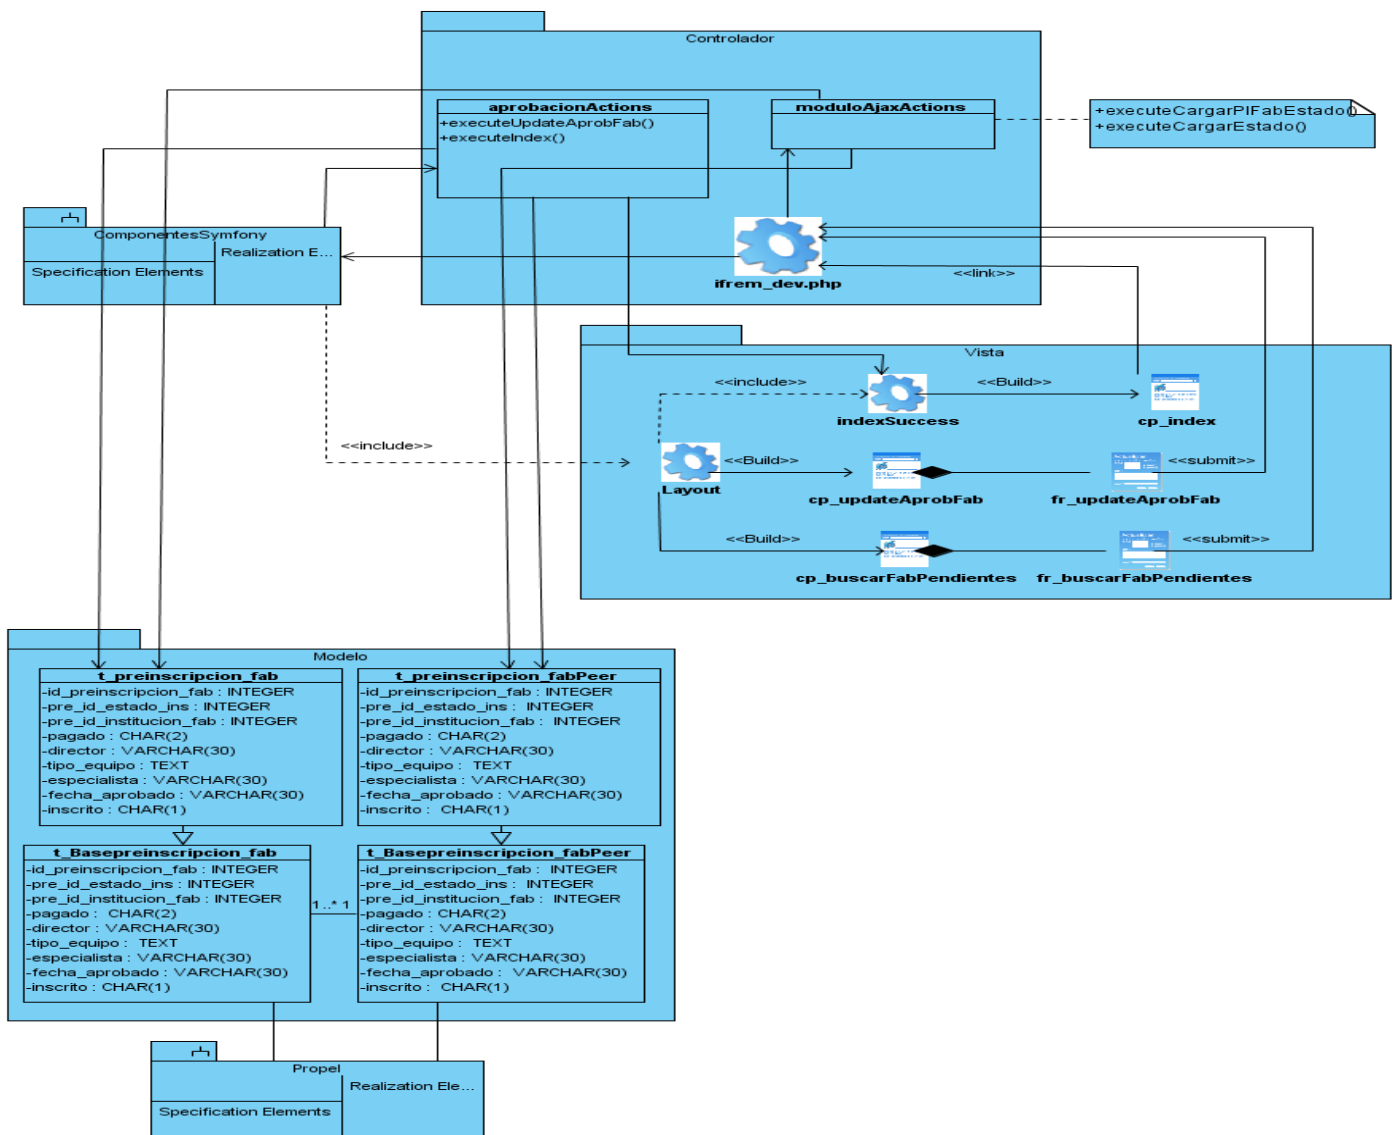 Controlador
aprobacionActions
+executeUpdateAprobFab()
+executeIndex()
moduloAjaxActions
+executeCargarPlFabEstado()
+executeCargarEstado()
ComponentesSymfony
Realization E...
Specification Elements
ifrem_dev.php
<<link>>
Vista
<<include>>
indexSuccess
<<Build>>
cp_index
<<include>>
Layout
<<Build>>
cp_updateAprobFab
fr_updateAprobFab
<<submit>>
<<Build>>
cp_buscarFabPendientes
fr_buscarFabPendientes
<<submit>>
Modelo
t_preinscripcion_fab
-id_preinscripcion_fab : INTEGER
-pre_id_estado_ins : INTEGER
-pre_id_institucion_fab : INTEGER
-pagado : CHAR(2)
-director : VARCHAR(30)
-tipo_equipo : TEXT
-especialista : VARCHAR(30)
-fecha_aprobado : VARCHAR(30)
-inscrito : CHAR(1)
t_preinscripcion_fabPeer
-id_preinscripcion_fab : INTEGER
-pre_id_estado_ins : INTEGER
-pre_id_institucion_fab : INTEGER
-pagado : CHAR(2)
-director : VARCHAR(30)
-tipo_equipo : TEXT
-especialista : VARCHAR(30)
-fecha_aprobado : VARCHAR(30)
-inscrito : CHAR(1)
t_Basepreinscripcion_fab
-id_preinscripcion_fab : INTEGER
-pre_id_estado_ins : INTEGER
-pre_id_institucion_fab : INTEGER
-pagado : CHAR(2)
-director : VARCHAR(30)
-tipo_equipo : TEXT
-especialista : VARCHAR(30)
-fecha_aprobado : VARCHAR(30)
-inscrito : CHAR(1)
1..* 1
t_Basepreinscripcion_fabPeer
-id_preinscripcion_fab : INTEGER
-pre_id_estado_ins : INTEGER
-pre_id_institucion_fab : INTEGER
-pagado : CHAR(2)
-director : VARCHAR(30)
-tipo_equipo : TEXT
-especialista : VARCHAR(30)
-fecha_aprobado : VARCHAR(30)
-inscrito : CHAR(1)
Propel
Realization Ele...
Specification Elements